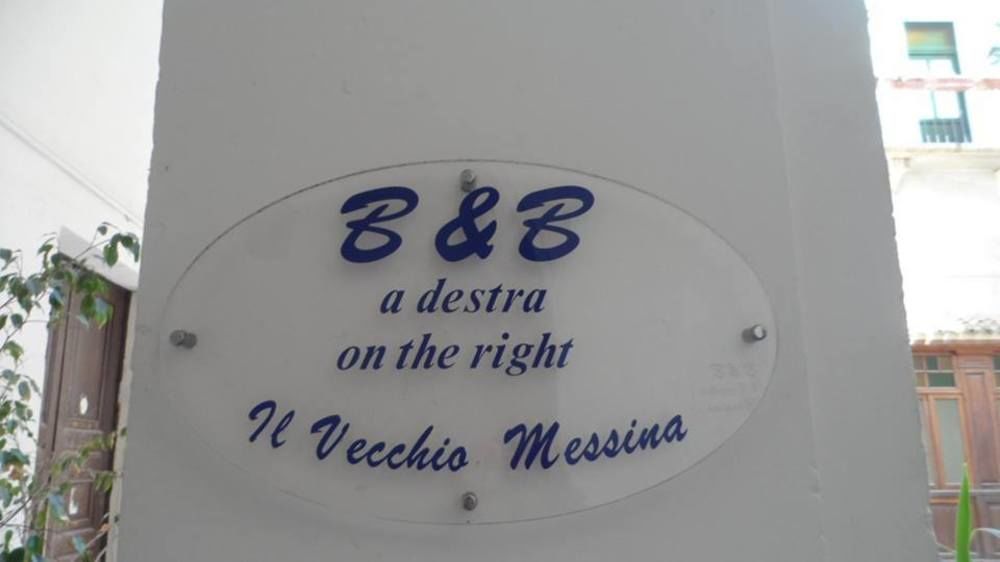 B & B
a destra
on the right
Il Vecchio Messina